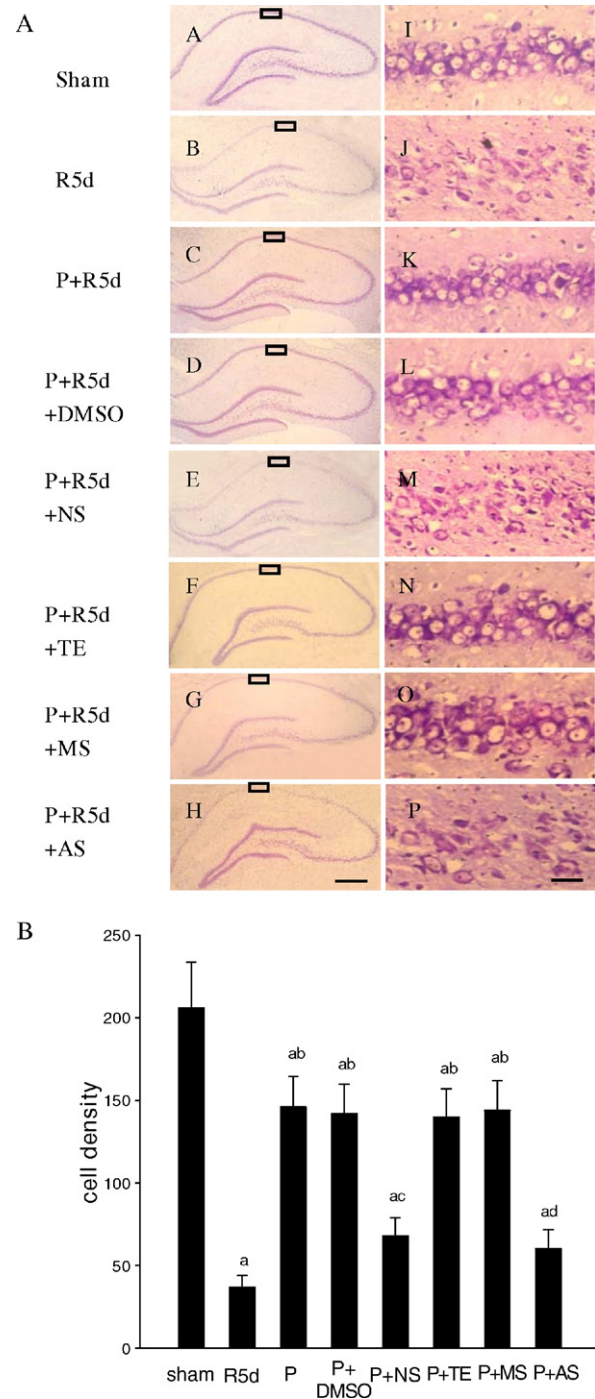 A
Sham
A
I
R5d
B
J
P+R5d
C
K
P+R5d
+DMSO
D
L
P+R5d
+NS
E
M
P+R5d
+TE
F
N
P+R5d
+MS
G
O
P+R5d
+AS
H
P
B
cell density
250
200
150
100
50
0
a
ab
ab
ac
ab
ab
ad
sham R5d P P+ DMSO P+NS P+TE P+MS P+AS